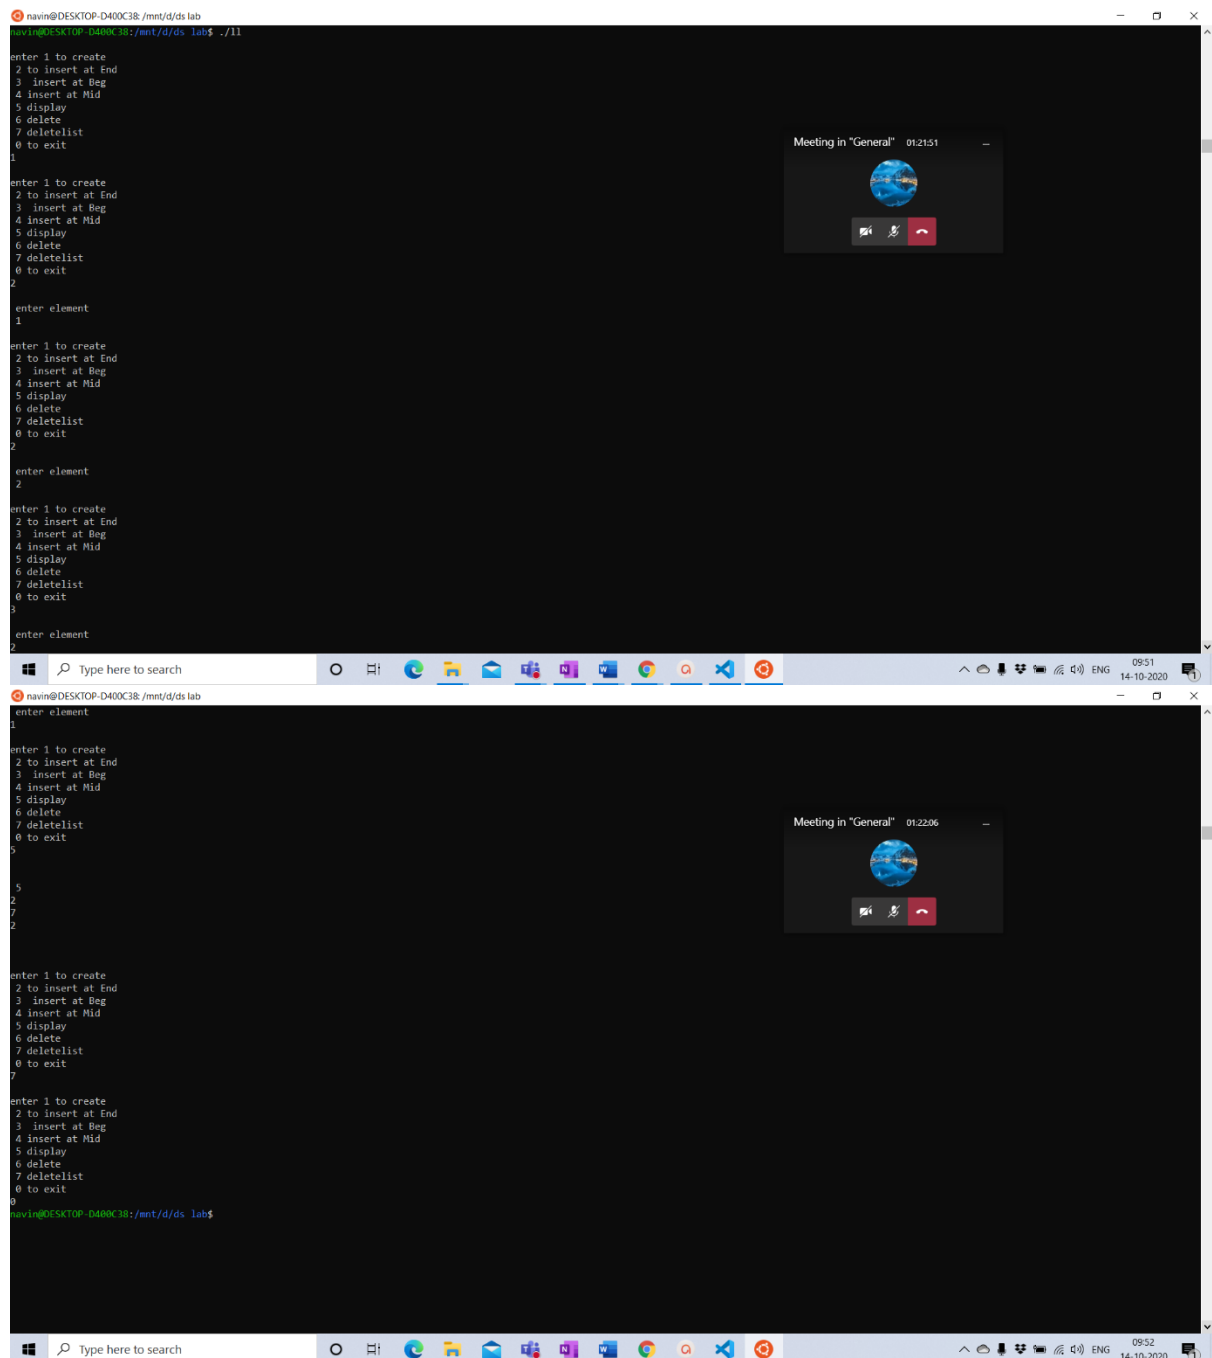 navin@DESKTOP-D400C38: /mnt/d/ds lab
navin@DESKTOP-D400C38:/mnt/d/ds lab$ ./ll
enter 1 to create
2 to insert at End
3  insert at Beg
4 insert at Mid
5 display
6 delete
7 deletelist
0 to exit
1
Meeting in "General" 01:21:51
enter 1 to create
2 to insert at End
3  insert at Beg
4 insert at Mid
5 display
6 delete
7 deletelist
0 to exit
2
enter element
1
enter 1 to create
2 to insert at End
3  insert at Beg
4 insert at Mid
5 display
6 delete
7 deletelist
0 to exit
2
enter element
2
enter 1 to create
2 to insert at End
3  insert at Beg
4 insert at Mid
5 display
6 delete
7 deletelist
0 to exit
3
enter element
2
Type here to search
ENG
09:51
14-10-2020
navin@DESKTOP-D400C38: /mnt/d/ds lab
enter element
1
enter 1 to create
2 to insert at End
3  insert at Beg
4 insert at Mid
5 display
6 delete
7 deletelist
0 to exit
5
Meeting in "General" 01:22:06
5
2
7
2
enter 1 to create
2 to insert at End
3  insert at Beg
4 insert at Mid
5 display
6 delete
7 deletelist
0 to exit
7
enter 1 to create
2 to insert at End
3  insert at Beg
4 insert at Mid
5 display
6 delete
7 deletelist
0 to exit
0
navin@DESKTOP-D400C38:/mnt/d/ds lab$
Type here to search
ENG
09:52
14-10-2020